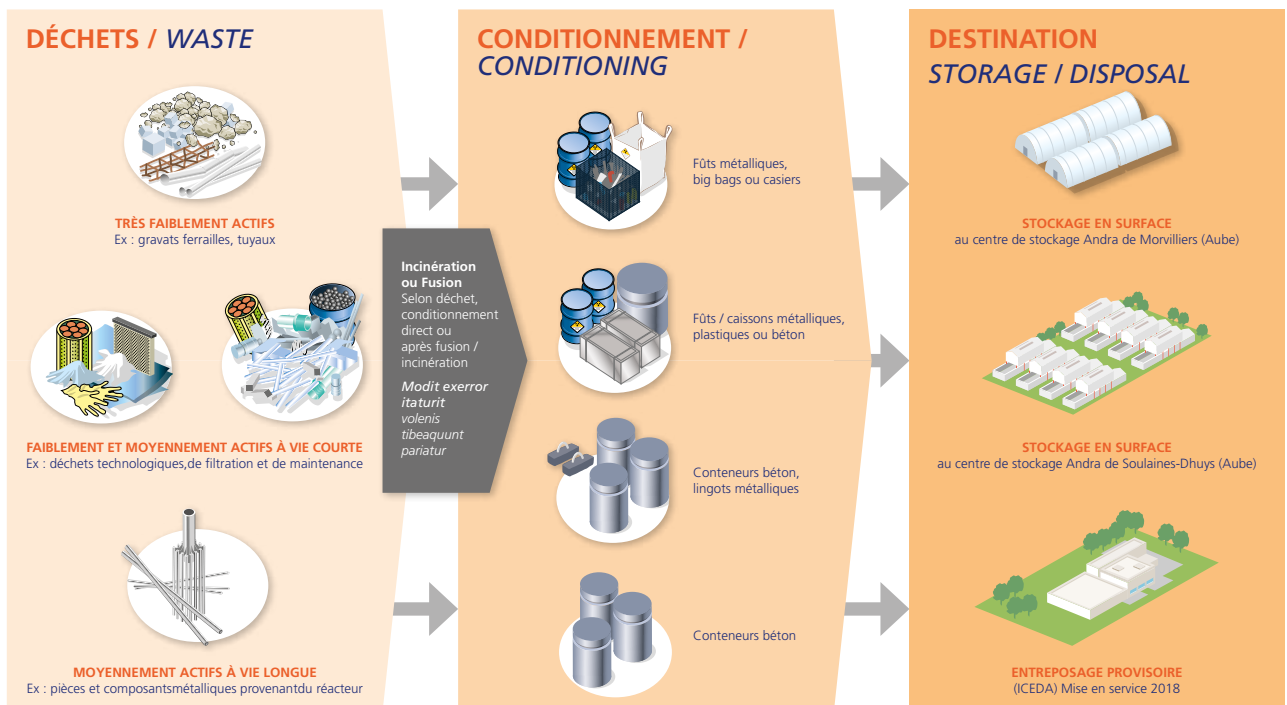 DÉCHETS / WASTE
TRÈS FAIBLEMENT ACTIFS
Ex : gravats ferrailles, tuyaux
FAIBLEMENT ET MOYENNEMENT ACTIFS À VIE COURTE
Ex : déchets technologiques,de filtration et de maintenance
MOYENNEMENT ACTIFS À VIE LONGUE
Ex : pièces et composantsmétalliques provenantdu réacteur
Incinération
ou Fusion
Selon déchet,
conditionnement
direct ou
après fusion /
incinération
Modit exerror
itaturit
volenis
tibeaquunt
pariatur
CONDITIONNEMENT /
CONDITIONING
Fûts métalliques,
big bags ou casiers
Fûts / caissons métalliques,
plastiques ou béton
Conteneurs béton,
lingots métalliques
Conteneurs béton
DESTINATION
STORAGE / DISPOSAL
STOCKAGE EN SURFACE
au centre de stockage Andra de Morvilliers (Aube)
STOCKAGE EN SURFACE
au centre de stockage Andra de Soulaines-Dhuys (Aube)
ENTREPOSAGE PROVISOIRE
(ICEDA) Mise en service 2018